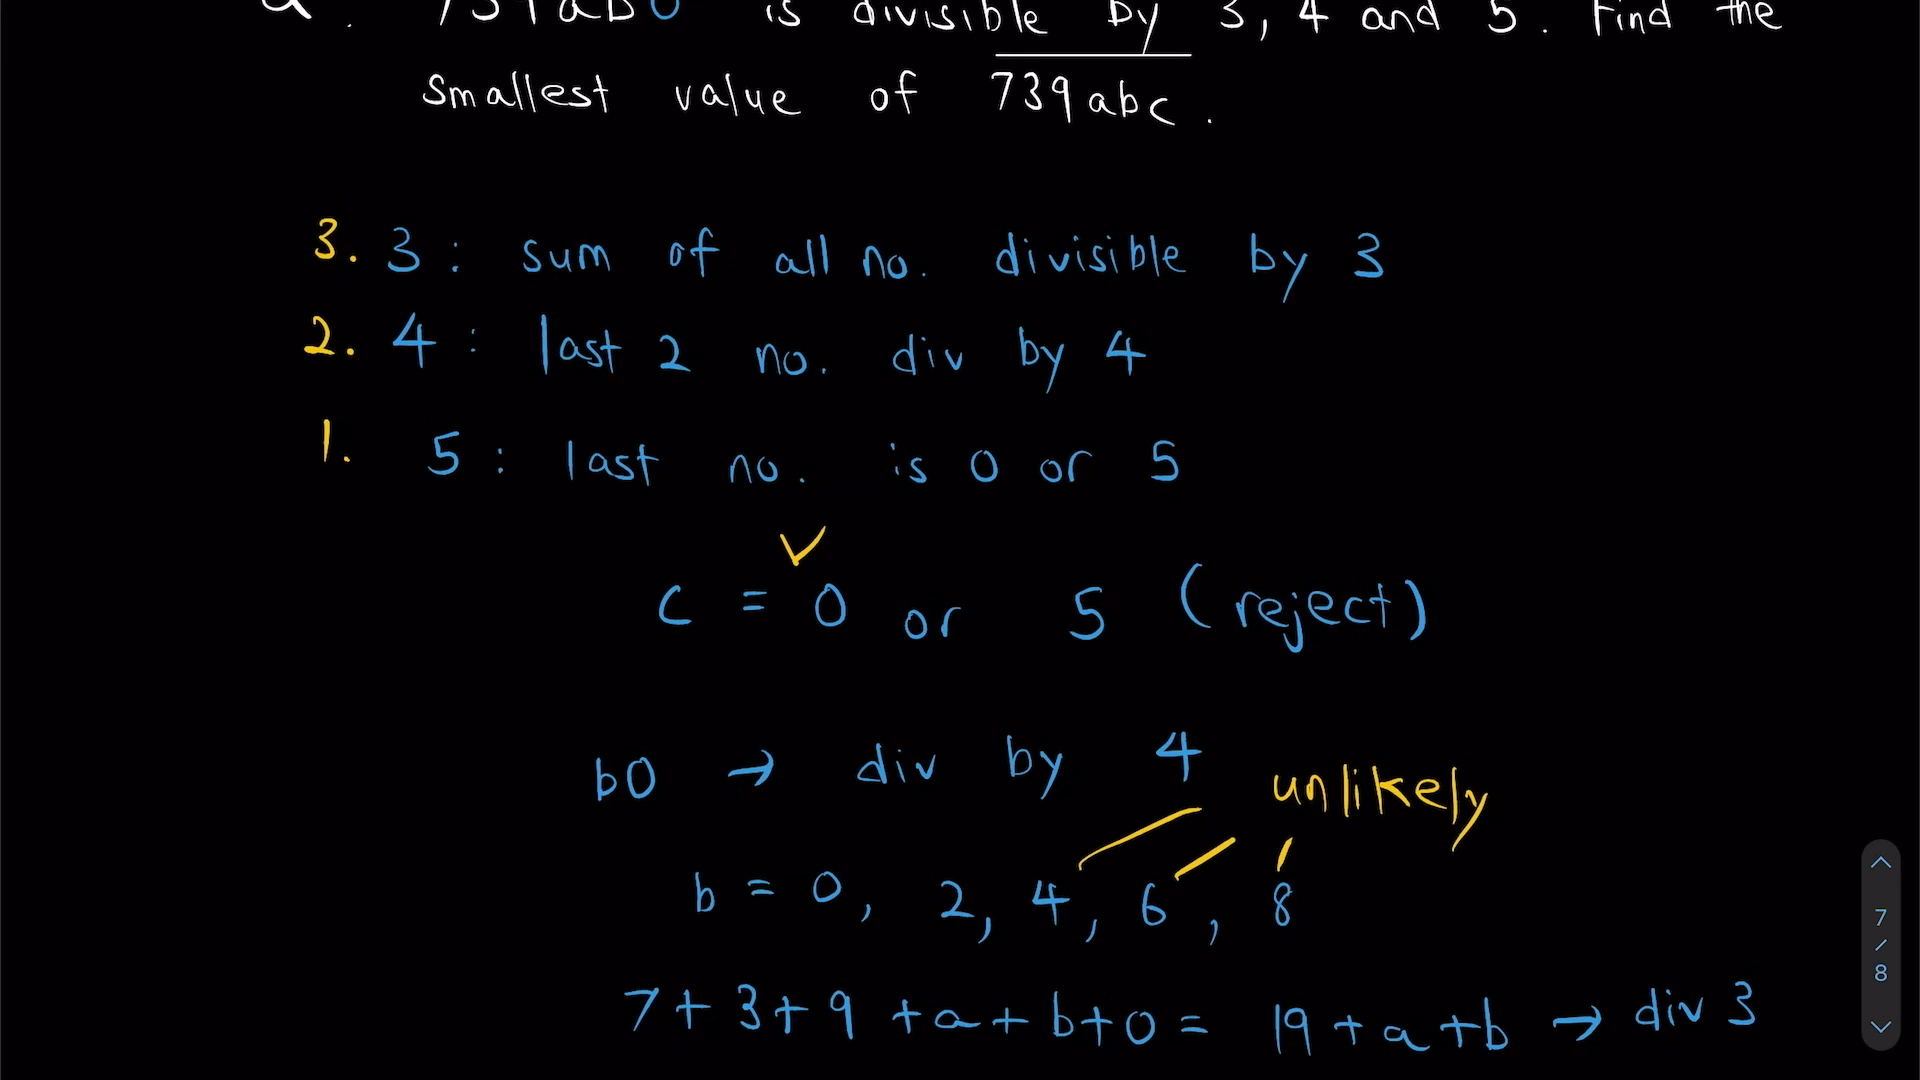 739ab0 is divisible by 3, 4 and 5. Find the
smallest value of 739abc.
3. 3: sum of all no. divisible by 3
2. 4: last 2 no. div by 4
1. 5: last no. is 0 or 5
c = 0 or 5 (reject)
b0 → div by 4
unlikely
b = 0, 2, 4, 6, 8
7+3+9+a+b+0= 19+a+b → div 3
7
/
8